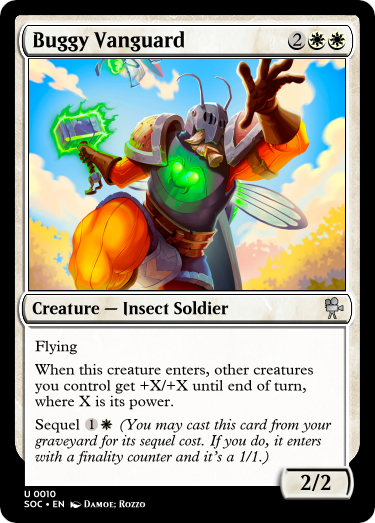 Buggy Vanguard 2
Creature — Insect Soldier
Flying
When this creature enters, other creatures
you control get +X/+X until end of turn,
where X is its power.
Sequel 1 (You may cast this card from your
graveyard for its sequel cost. If you do, it enters
with a finality counter and it's a 1/1.)
2/2
U 0010
SOC • EN Damoe; Rozzo